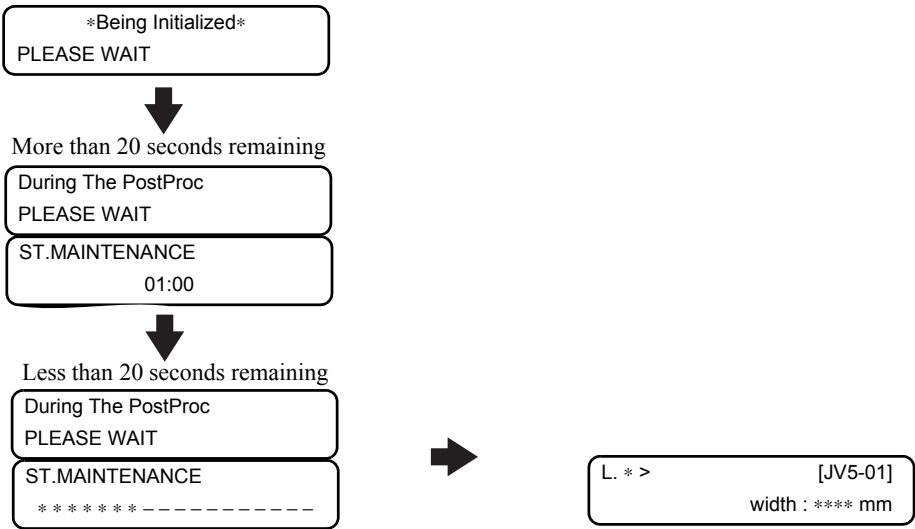 ∗Being Initialized∗
PLEASE WAIT
More than 20 seconds remaining
During The PostProc
PLEASE WAIT
ST.MAINTENANCE
01:00
Less than 20 seconds remaining
During The PostProc
PLEASE WAIT
ST.MAINTENANCE
∗ ∗ ∗ ∗ ∗ ∗ ∗ − − − − − − − − − − −
L. ∗ > [JV5-01]
width : ∗∗∗∗ mm